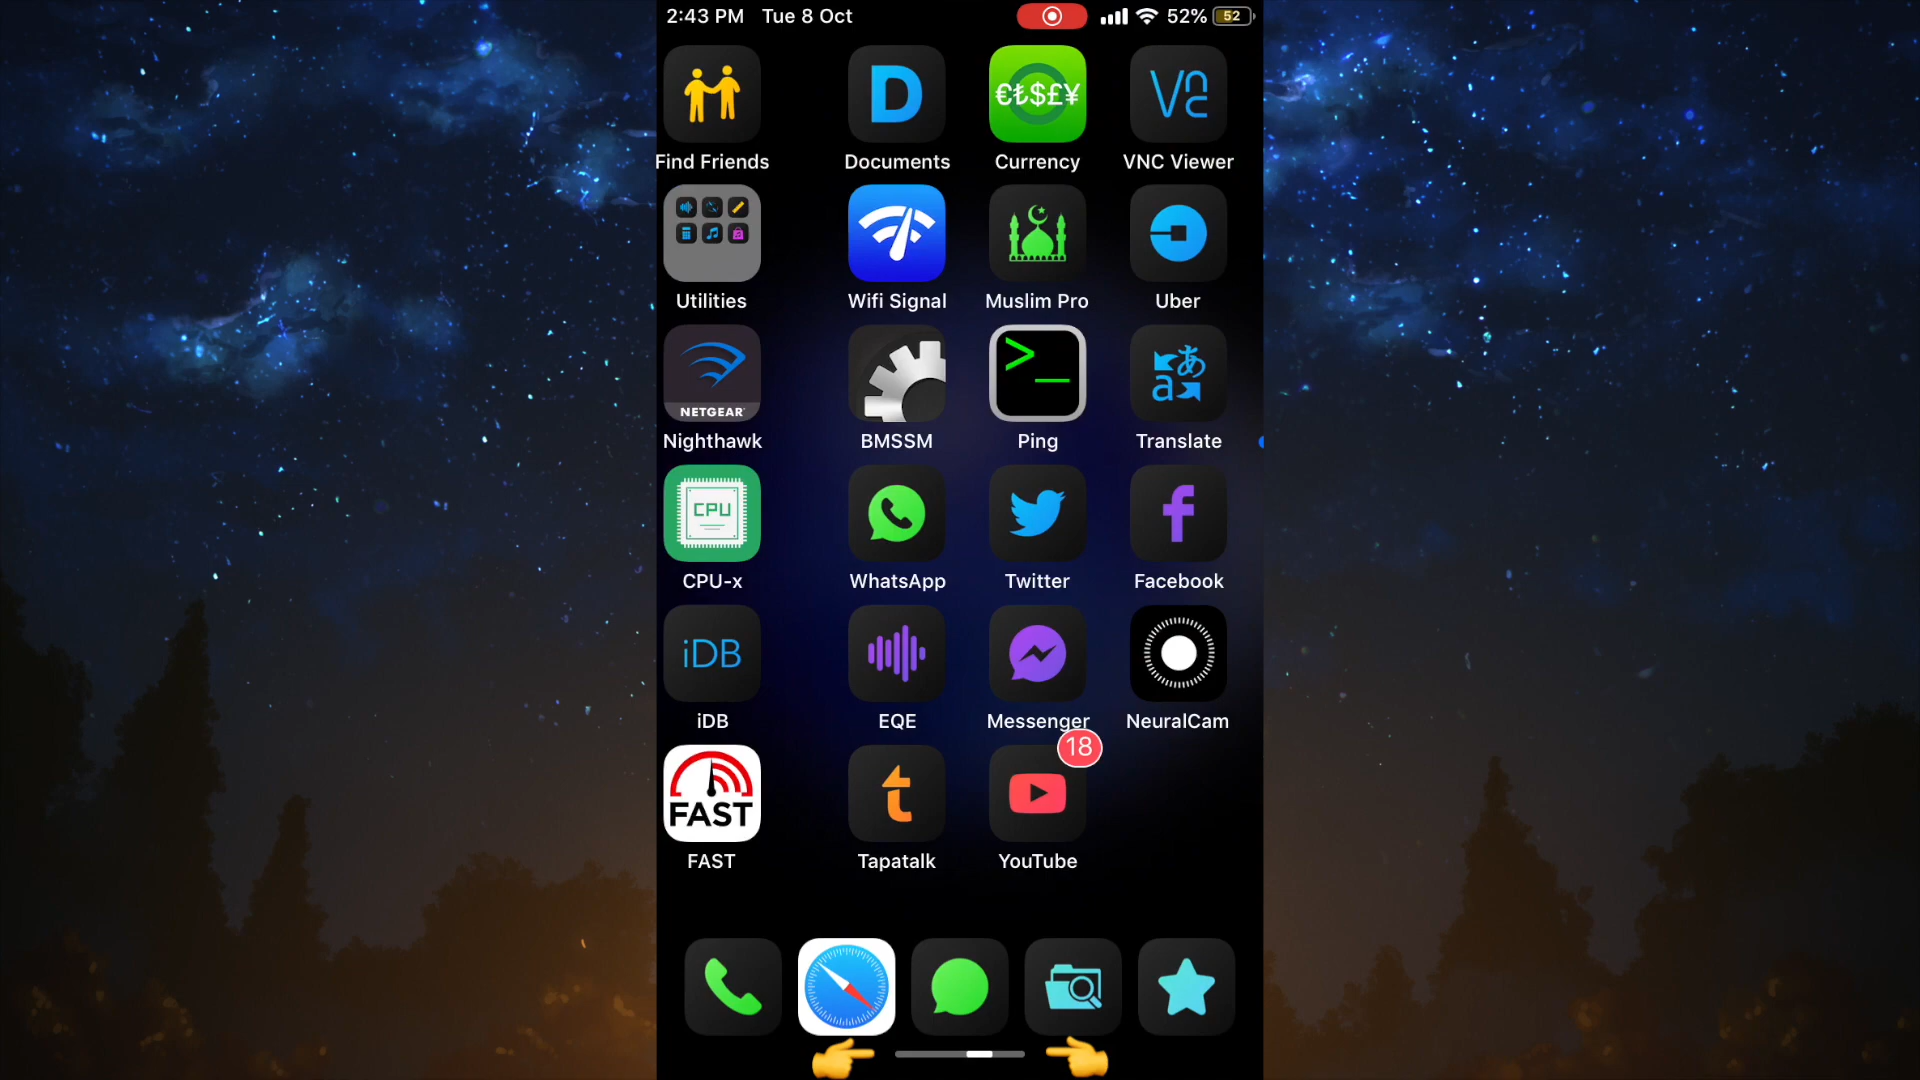 2:43 PM Tue 8 Oct 52% 52
D €₺$£¥ Vnc
Find Friends Documents Currency VNC Viewer
Utilities Wifi Signal Muslim Pro Uber
>_ あ a
NETGEAR
Nighthawk BMSSM Ping Translate
CPU f
CPU-x WhatsApp Twitter Facebook
iDB
iDB EQE Messenger NeuralCam
18
FAST t
FAST Tapatalk YouTube